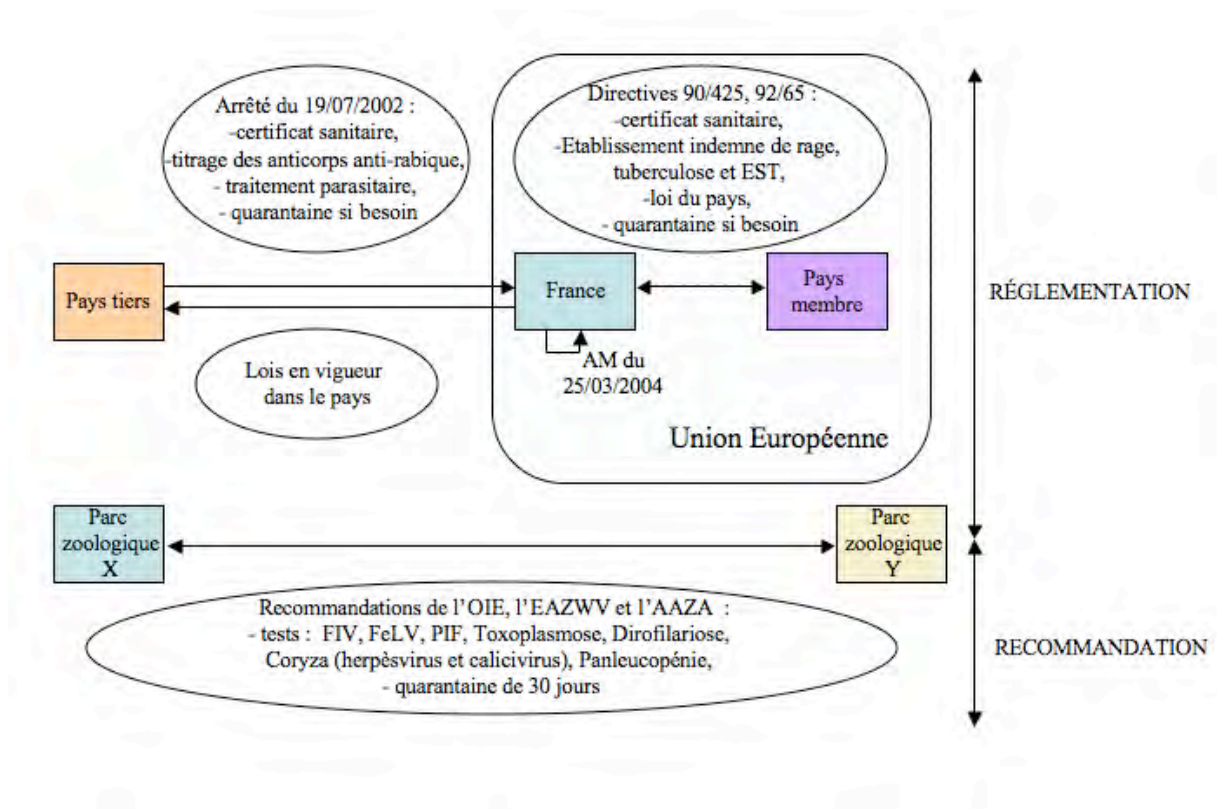 Arrêté du 19/07/2002 :
-certificat sanitaire,
-titrage des anticorps anti-rabique,
- traitement parasitaire,
- quarantaine si besoin
Directives 90/425, 92/65 :
-certificat sanitaire,
-Etablissement indemne de rage,
tuberculose et EST,
-loi du pays,
- quarantaine si besoin
Pays tiers
France
Pays
membre
RÉGLEMENTATION
Lois en vigueur
dans le pays
AM du
25/03/2004
Union Européenne
Parc
zoologique
X
Parc
zoologique
Y
Recommandations de l'OIE, l'EAZWV et l'AAZA :
- tests : FIV, FeLV, PIF, Toxoplasmose, Dirofilariose,
Coryza (herpèsvirus et calicivirus), Panleucopénie,
- quarantaine de 30 jours
RECOMMANDATION